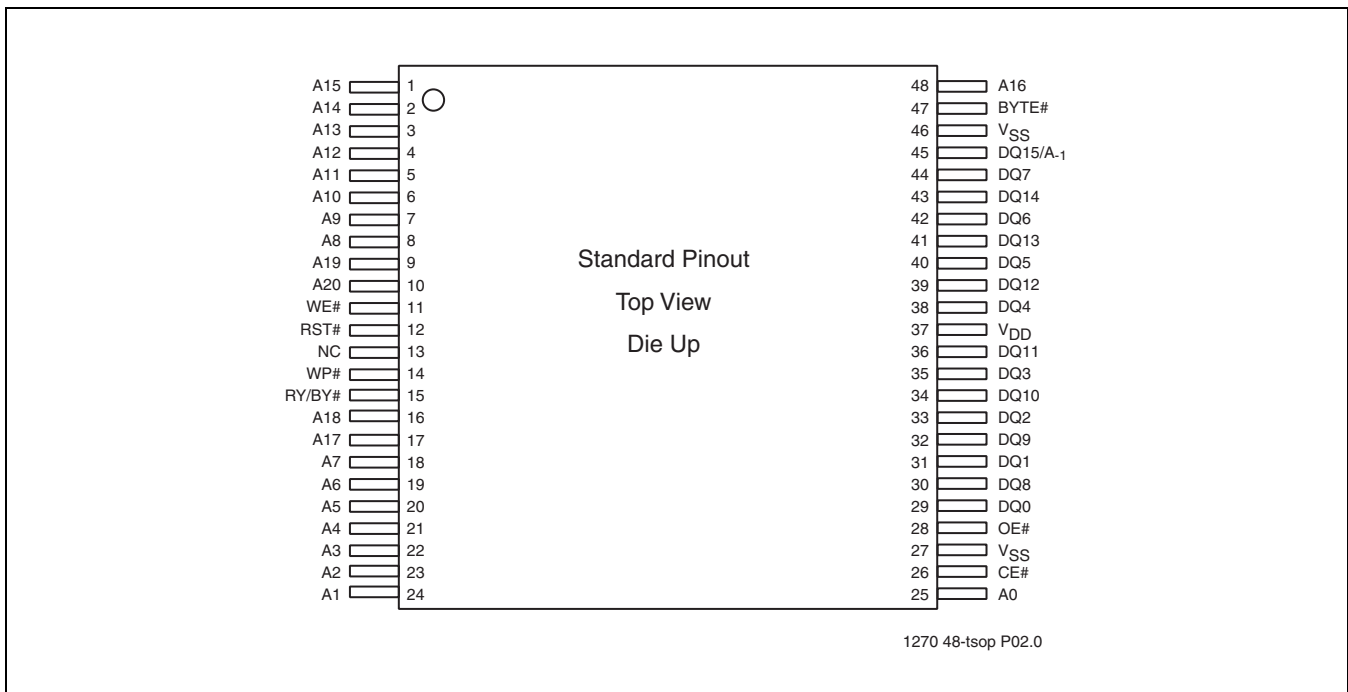 A15 1 48 A16
A14 2 47 BYTE#
A13 3 46 VSS
A12 4 45 DQ15/A-1
A11 5 44 DQ7
A10 6 43 DQ14
A9 7 42 DQ6
A8 8 41 DQ13
A19 9 40 DQ5
A20 10 39 DQ12
WE# 11 38 DQ4
RST# 12 37 VDD
NC 13 36 DQ11
WP# 14 35 DQ3
RY/BY# 15 34 DQ10
A18 16 33 DQ2
A17 17 32 DQ9
A7 18 31 DQ1
A6 19 30 DQ8
A5 20 29 DQ0
A4 21 28 OE#
A3 22 27 VSS
A2 23 26 CE#
A1 24 25 A0
Standard Pinout
Top View
Die Up
1270 48-tsop P02.0